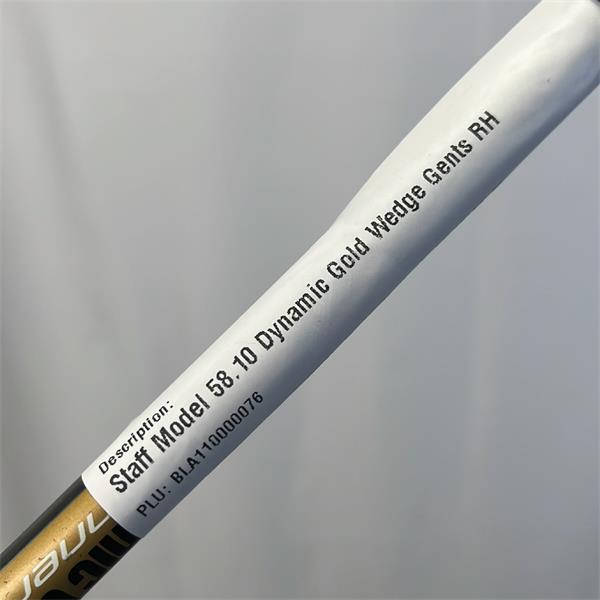 Description:
Staff Model 58.10 Dynamic Gold Wedge Gents RH
PLU: BLA110000076